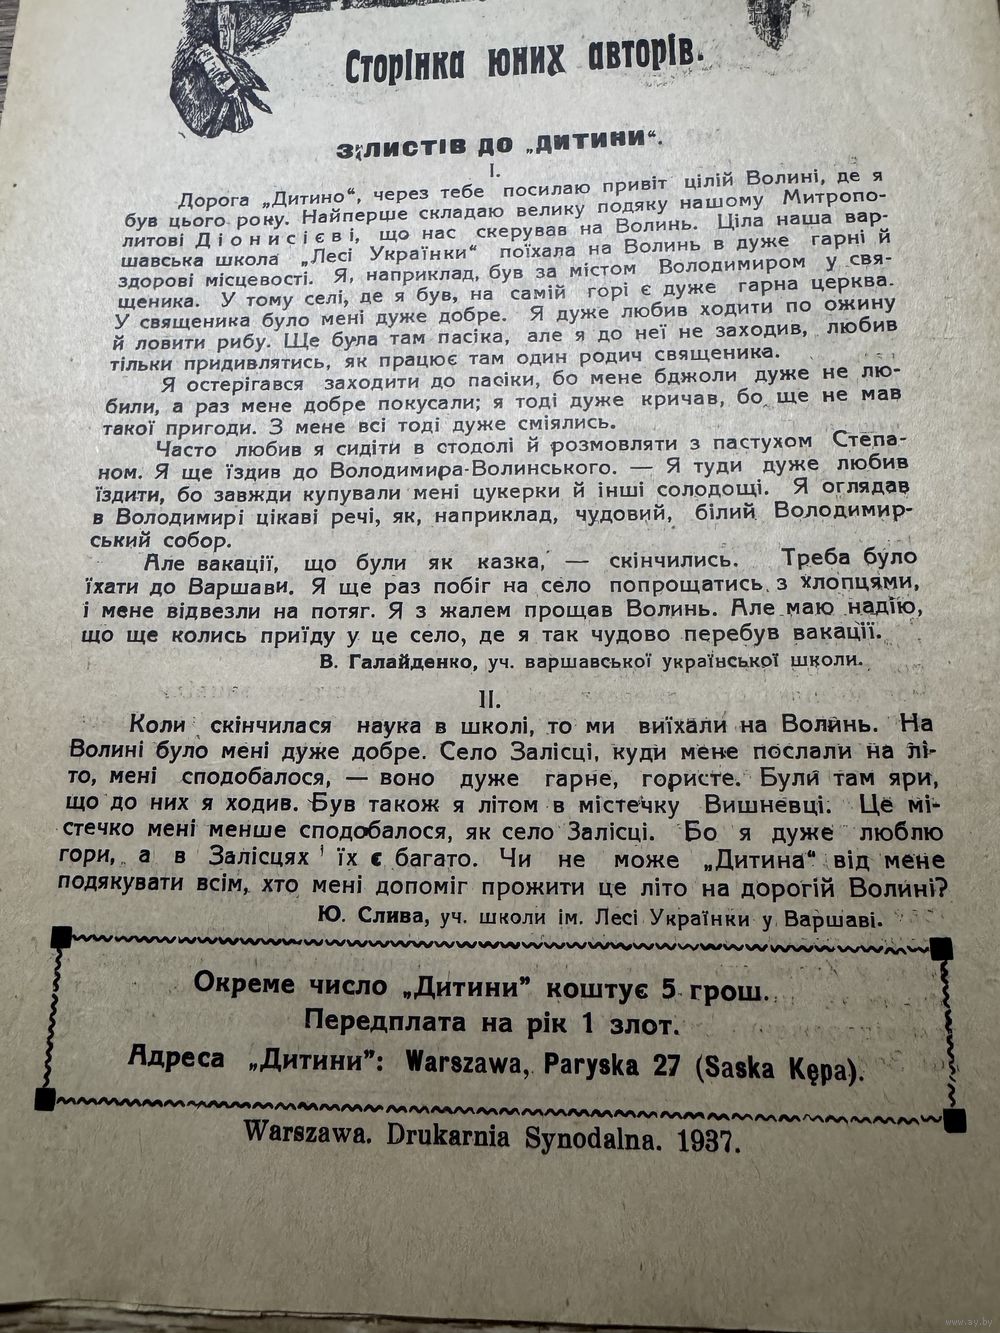 Сторінка юних авторів.
З листів до „Дитини“.
I.
Дорога „Дитино“, через тебе посилаю привіт цілій Волині, де я
був цього року. Найперше складаю велику подяку нашому Митропо-
литові Діонисієві, що нас скерував на Волинь. Ціла наша вар-
шавська школа „Лесі Українки“ поїхала на Волинь в дуже гарні й
здорові місцевості. Я, наприклад, був за містом Володимиром у свя-
щеника. У тому селі, де я був, на самій горі є дуже гарна церква.
У священика було мені дуже добре. Я дуже любив ходити по ожину
й ловити рибу. Ще була там пасіка, але я до неї не заходив, любив
тільки придивлятись, як працює там один родич священика.
Я остерігався заходити до пасіки, бо мене бджоли дуже не лю-
били, а раз мене добре покусали; я тоді дуже кричав, бо ще не мав
такої пригоди. З мене всі тоді дуже сміялись.
Часто любив я сидіти в стодолі й розмовляти з пастухом Степа-
ном. Я ще їздив до Володимира-Волинського. — Я туди дуже любив
їздити, бо завжди купували мені цукерки й інші солодощі. Я оглядав
в Володимирі цікаві речі, як, наприклад, чудовий, білий Володимир-
ський собор.
Але вакації, що були як казка, — скінчились. Треба було
їхати до Варшави. Я ще раз побіг на село попрощатись з хлопцями,
і мене відвезли на потяг. Я з жалем прощав Волинь. Але маю надію,
що ще колись приїду у це село, де я так чудово перебув вакації.
В. Галайденко, уч. варшавської української школи.
II.
Коли скінчилася наука в школі, то ми виїхали на Волинь. На
Волині було мені дуже добре. Село Залісці, куди мене послали на лі-
то, мені сподобалося, — воно дуже гарне, гористе. Були там яри,
що до них я ходив. Був також я літом в містечку Вишневці. Це мі-
стечко мені менше сподобалося, як село Залісці. Бо я дуже люблю
гори, а в Залісцях їх є багато. Чи не може „Дитина“ від мене
подякувати всім, хто мені допоміг прожити це літо на дорогій Волині?
Ю. Слива, уч. школи ім. Лесі Українки у Варшаві.
Окреме число „Дитини” коштує 5 грош.
Передплата на рік 1 злот.
Адреса „Дитини”: Warszawa, Paryska 27 (Saska Kępa).
Warszawa. Drukarnia Synodalna. 1937.
www.ay.by